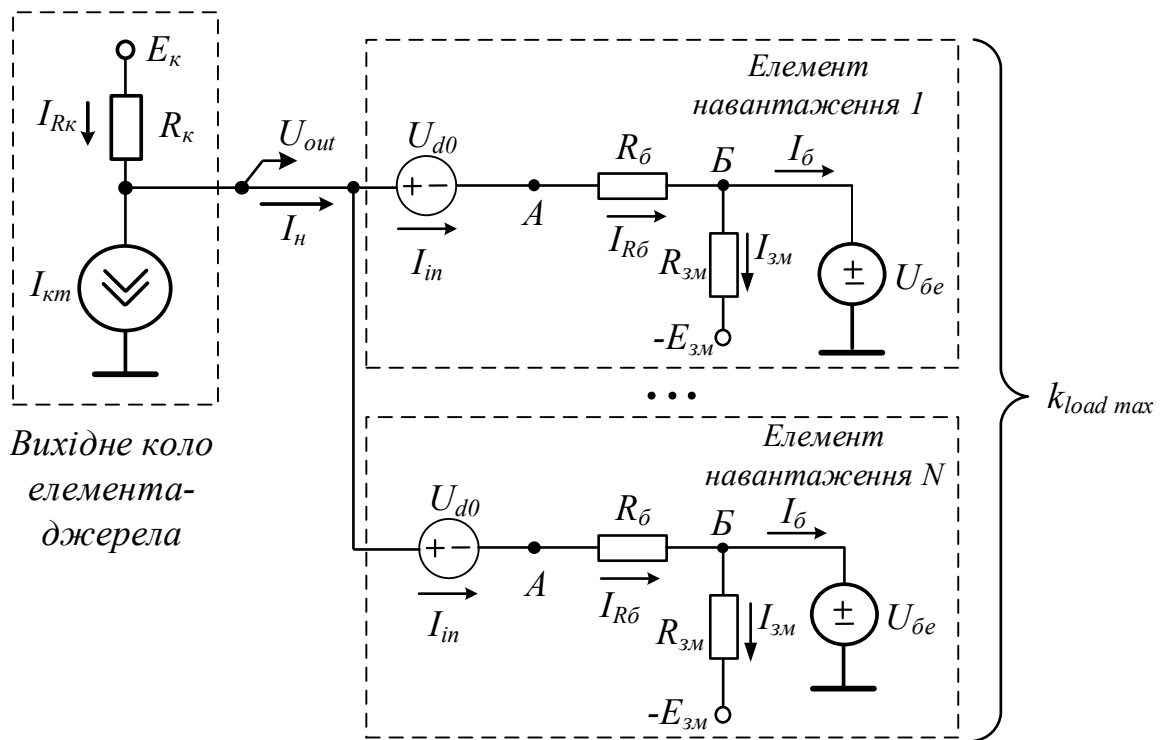 Eк
IRк
Rк
Uout
Iн
Iкт
Вихідне коло
елемента-
джерела
Елемент
навантаження 1
Ud0
+ −
Iin
А
Rб
IRб
Б
Iб
Rзм
Iзм
-Eзм
±
Uбе
• • •
Елемент
навантаження N
Ud0
+ −
Iin
А
Rб
IRб
Б
Iб
Rзм
Iзм
-Eзм
±
Uбе
kload max